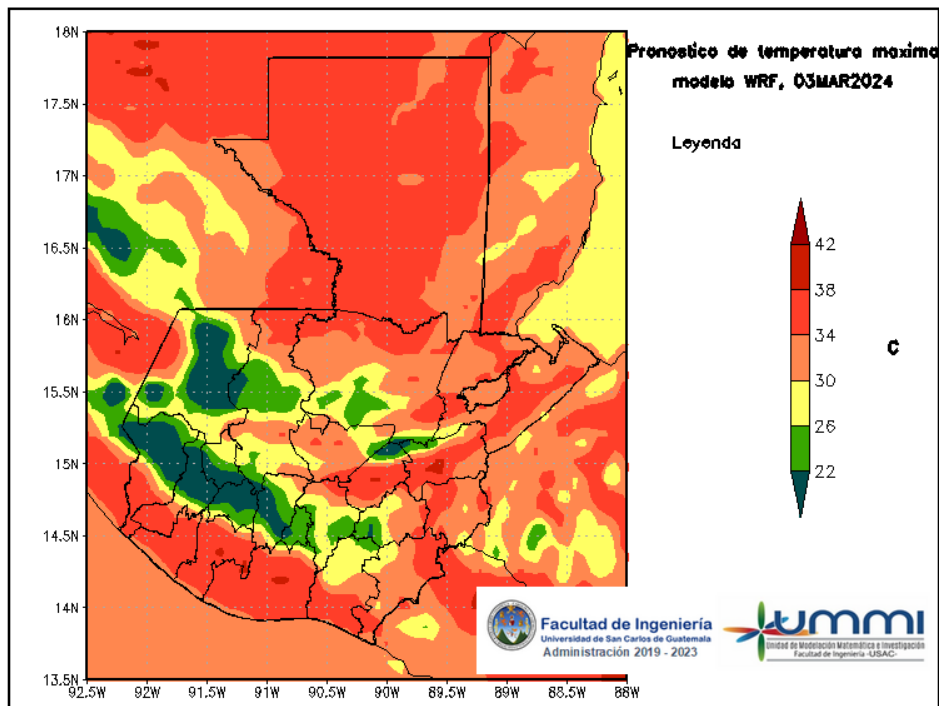 Pronostico de temperatura maxima
modelo WRF, 03MAR2024
Leyenda
18N
17.5N
17N
16.5N
16N
15.5N
15N
14.5N
14N
13.5N
92.5W
92W
91.5W
91W
90.5W
90W
89.5W
89W
88.5W
88W
42
38
34
30
26
22
C
Facultad de Ingeniería
Universidad de San Carlos de Guatemala
Administración 2019 - 2023
ummi
Unidad de Modelación Matemática e Investigación
Facultad de Ingeniería -USAC-